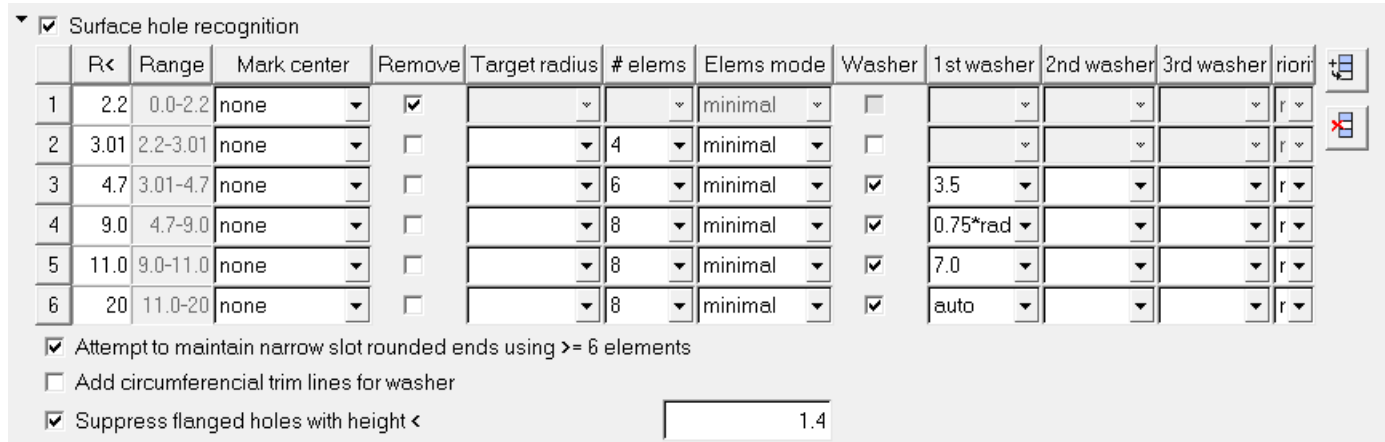 Surface hole recognition
R< Range Mark center Remove Target radius # elems Elems mode Washer 1st washer 2nd washer 3rd washer riori
1 2.2 0.0-2.2 none minimal r
2 3.01 2.2-3.01 none 4 minimal r
3 4.7 3.01-4.7 none 6 minimal 3.5 r
4 9.0 4.7-9.0 none 8 minimal 0.75*rad r
5 11.0 9.0-11.0 none 8 minimal 7.0 r
6 20 11.0-20 none 8 minimal auto r
Attempt to maintain narrow slot rounded ends using >= 6 elements
Add circumferencial trim lines for washer
Suppress flanged holes with height < 1.4